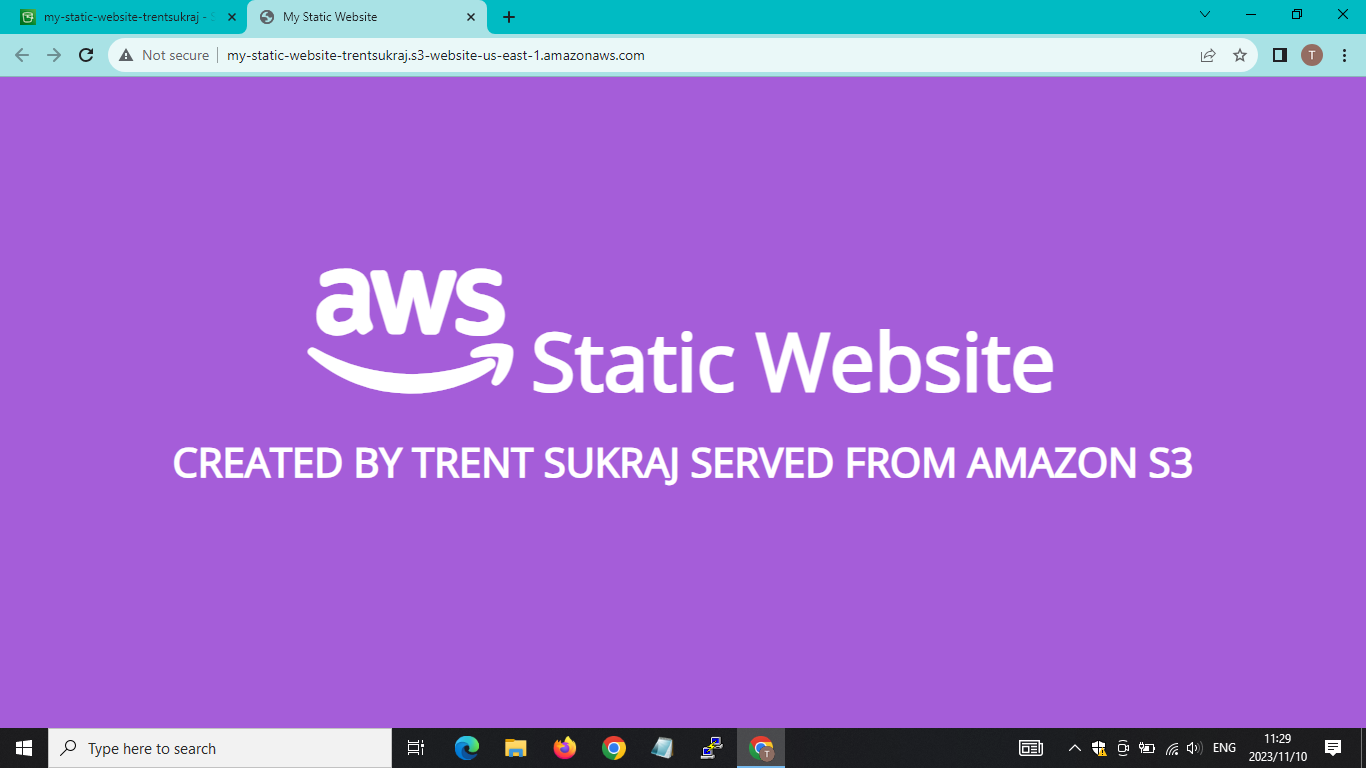 my-static-website-trentsukraj - S
My Static Website
Not secure
my-static-website-trentsukraj.s3-website-us-east-1.amazonaws.com
T
aws
Static Website
CREATED BY TRENT SUKRAJ SERVED FROM AMAZON S3
Type here to search
T
ENG
11:29
2023/11/10